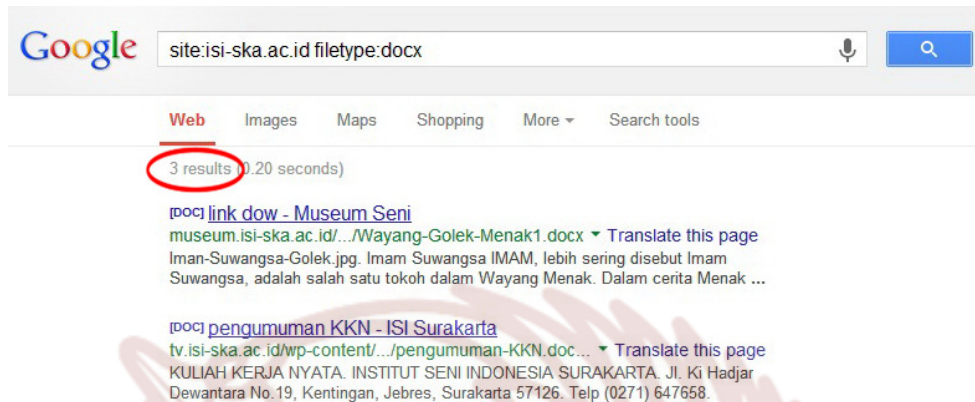 Google site:isi-ska.ac.id filetype:docx
Web Images Maps Shopping More Search tools
3 results (0.20 seconds)
[DOC] link dow - Museum Seni
museum.isi-ska.ac.id/.../Wayang-Golek-Menak1.docx Translate this page
Iman-Suwangsa-Golek.jpg. Imam Suwangsa IMAM, lebih sering disebut Imam
Suwangsa, adalah salah satu tokoh dalam Wayang Menak. Dalam cerita Menak ...
[DOC] pengumuman KKN - ISI Surakarta
tv.isi-ska.ac.id/wp-content/.../pengumuman-KKN.doc... Translate this page
KULIAH KERJA NYATA. INSTITUT SENI INDONESIA SURAKARTA. Jl. Ki Hadjar
Dewantara No.19, Kentingan, Jebres, Surakarta 57126. Telp (0271) 647658.